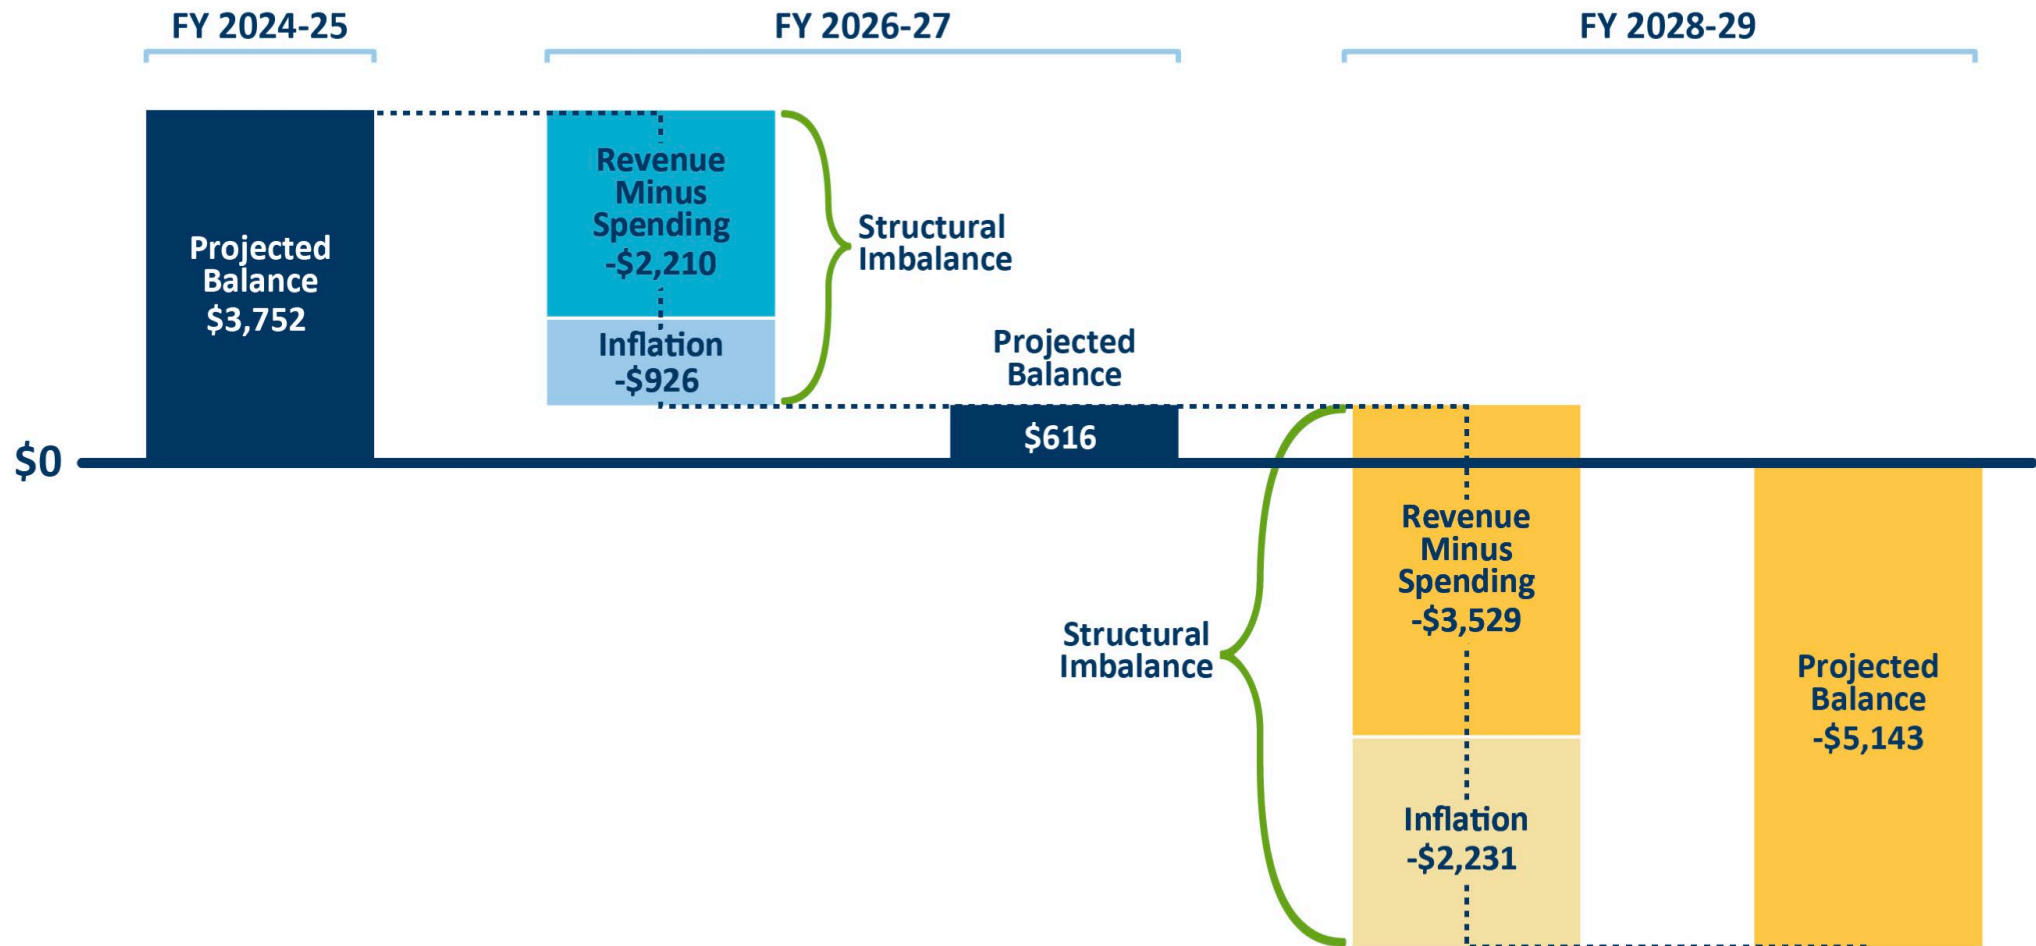 FY 2024-25
FY 2026-27
FY 2028-29
Projected
Balance
$3,752
Revenue
Minus
Spending
-$2,210
Inflation
-$926
Structural
Imbalance
Projected
Balance
$616
$0
Structural
Imbalance
Revenue
Minus
Spending
-$3,529
Inflation
-$2,231
Projected
Balance
-$5,143